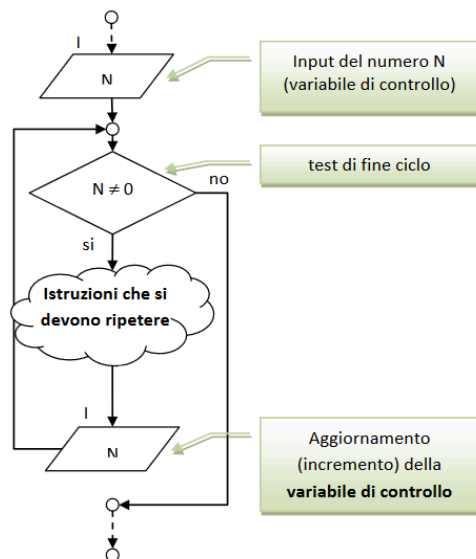 I
N
Input del numero N
(variabile di controllo)
N ≠ 0
no
test di fine ciclo
si
Istruzioni che si
devono ripetere
I
N
Aggiornamento
(incremento) della
variabile di controllo